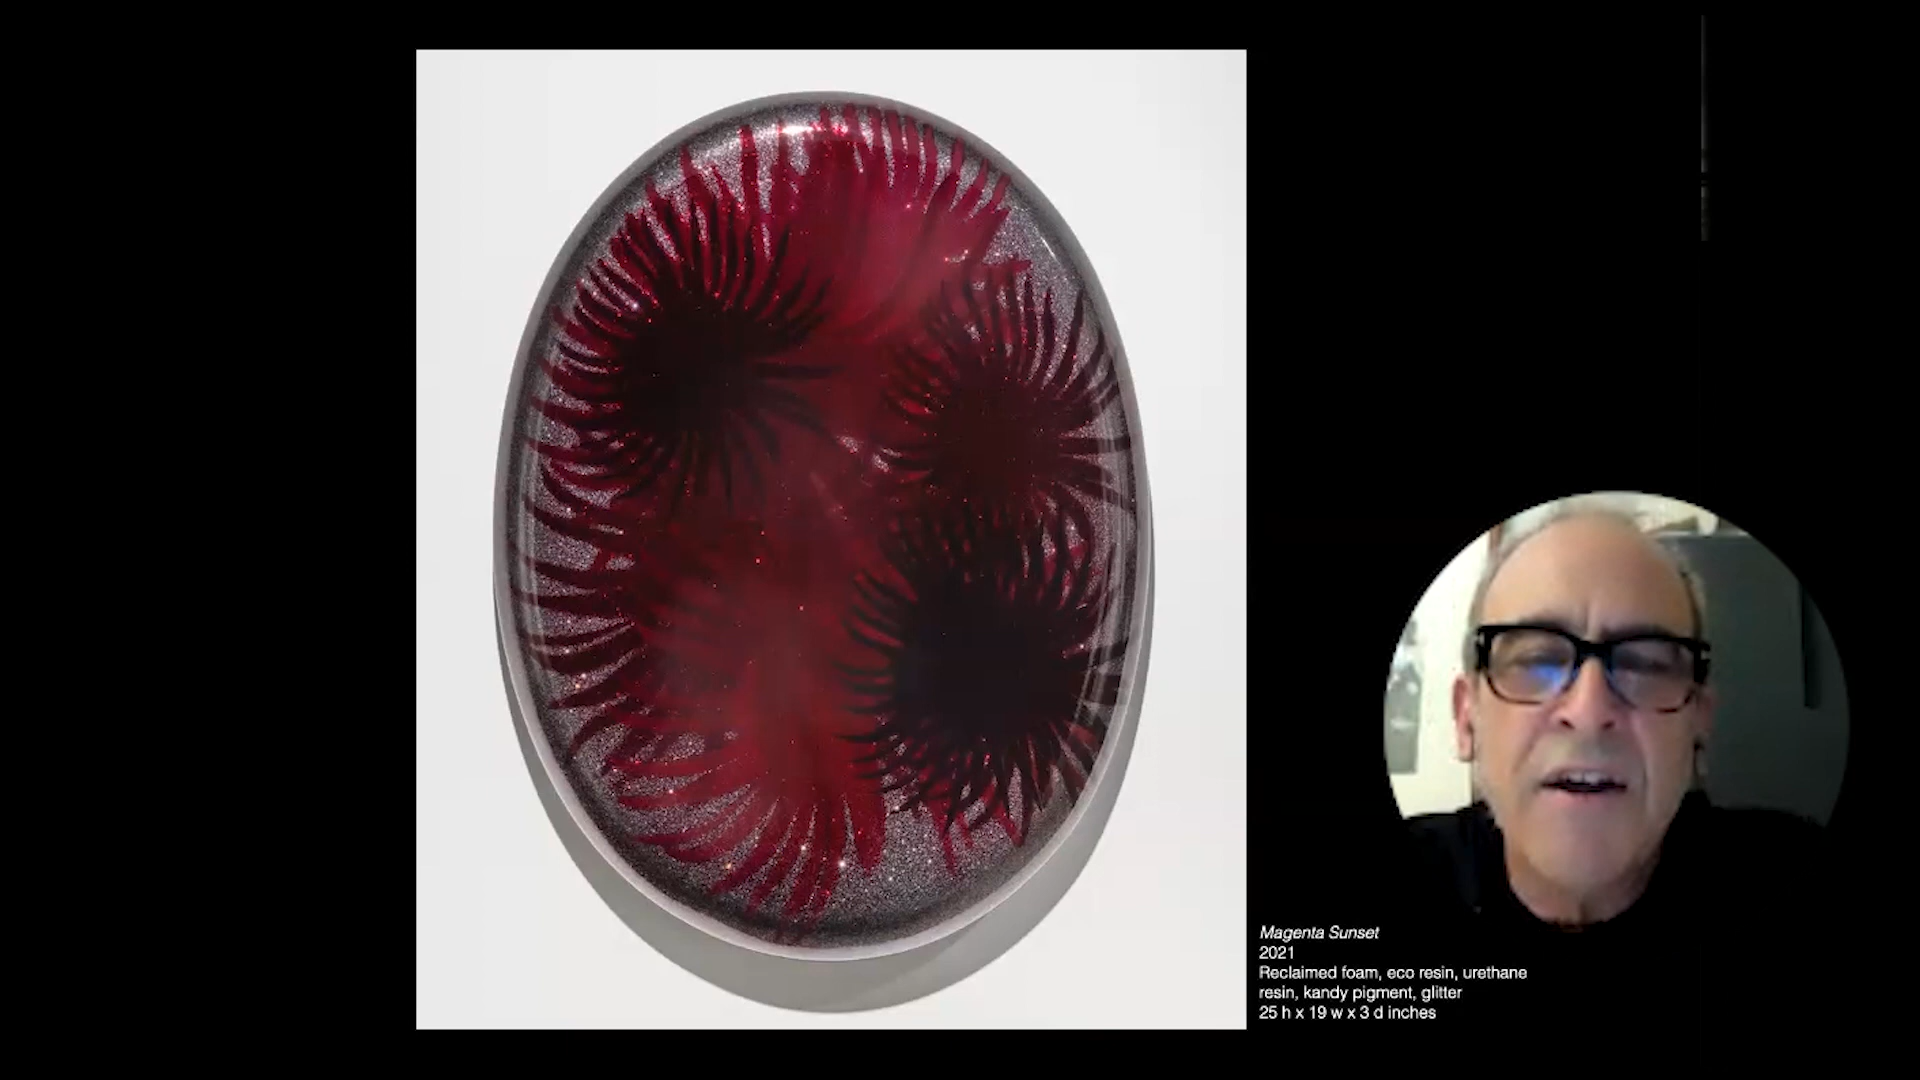 Magenta Sunset
2021
Reclaimed foam, eco resin, urethane
resin, kandy pigment, glitter
25 h x 19 w x 3 d inches